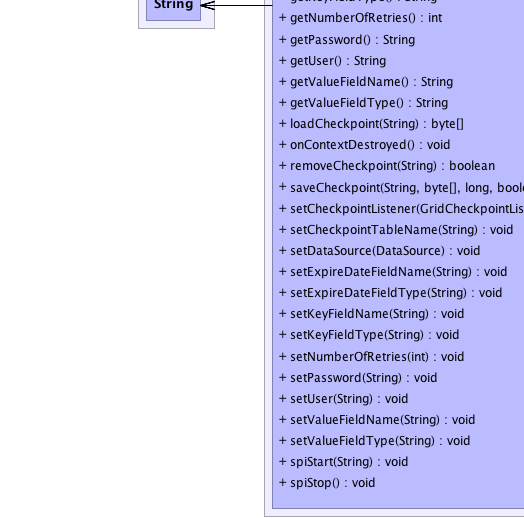 String
+ getNumberOfRetries() : int
+ getPassword() : String
+ getUser() : String
+ getValueFieldName() : String
+ getValueFieldType() : String
+ loadCheckpoint(String) : byte[]
+ onContextDestroyed() : void
+ removeCheckpoint(String) : boolean
+ saveCheckpoint(String, byte[], long, boole
+ setCheckpointListener(GridCheckpointLis
+ setCheckpointTableName(String) : void
+ setDataSource(DataSource) : void
+ setExpireDateFieldName(String) : void
+ setExpireDateFieldType(String) : void
+ setKeyFieldName(String) : void
+ setKeyFieldType(String) : void
+ setNumberOfRetries(int) : void
+ setPassword(String) : void
+ setUser(String) : void
+ setValueFieldName(String) : void
+ setValueFieldType(String) : void
+ spiStart(String) : void
+ spiStop() : void